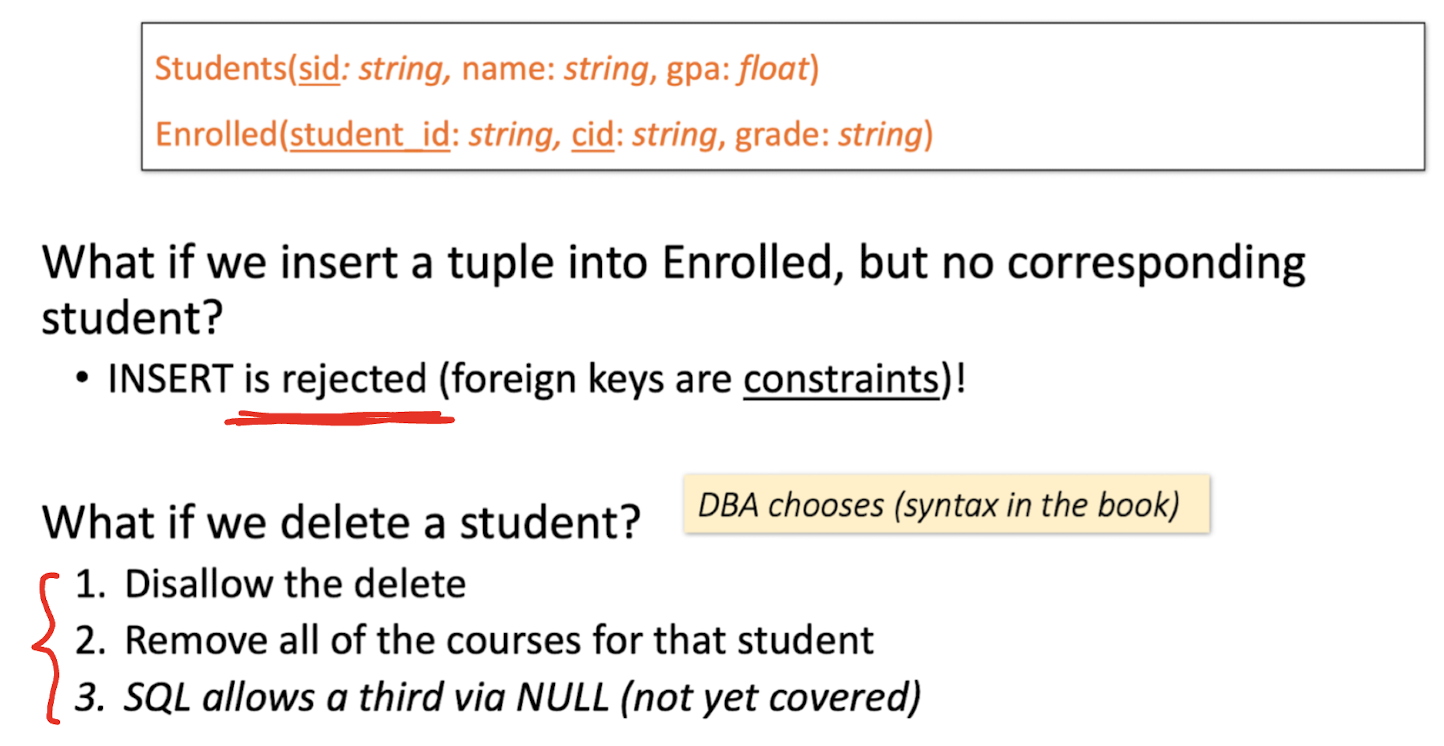 Students(sid: string, name: string, gpa: float)
Enrolled(student_id: string, cid: string, grade: string)
What if we insert a tuple into Enrolled, but no corresponding
student?
• INSERT is rejected (foreign keys are constraints)!
What if we delete a student?
DBA chooses (syntax in the book)
1. Disallow the delete
2. Remove all of the courses for that student
3. SQL allows a third via NULL (not yet covered)